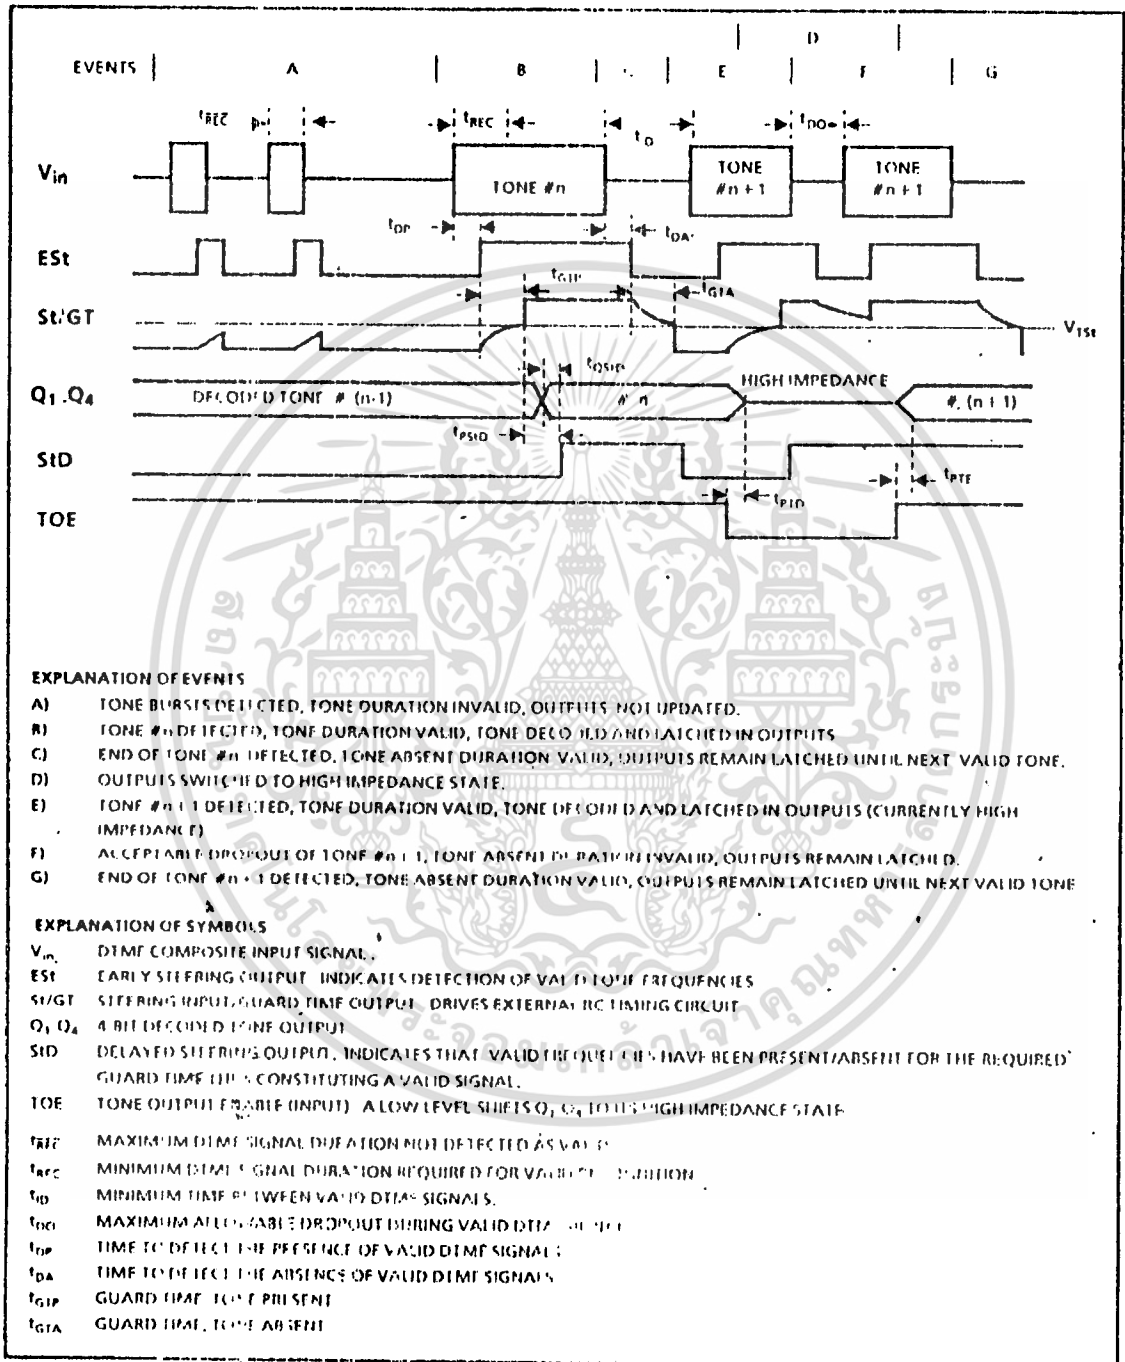 D
EVENTS A B E F G
tREC tREC tD tDO
Vin TONE #n TONE #n + 1 TONE #n + 1
tDP tDA
ESt
tGTP tGTA
St/GT VTSt
tQStD
Q1 .Q4 DECODED TONE # (n-1) # n HIGH IMPEDANCE #. (n + 1)
tPStD
StD
tPTE
tPTD
TOE
EXPLANATION OF EVENTS
A) TONE BURSTS DETECTED, TONE DURATION INVALID, OUTPUTS NOT UPDATED.
B) TONE #n DETECTED, TONE DURATION VALID, TONE DECODED AND LATCHED IN OUTPUTS
C) END OF TONE #n DETECTED, TONE ABSENT DURATION VALID, OUTPUTS REMAIN LATCHED UNTIL NEXT VALID TONE.
D) OUTPUTS SWITCHED TO HIGH IMPEDANCE STATE.
E) TONE #n + 1 DETECTED, TONE DURATION VALID, TONE DECODED AND LATCHED IN OUTPUTS (CURRENTLY HIGH
IMPEDANCE)
F) ACCEPTABLE DROPOUT OF TONE #n + 1, TONE ABSENT DURATION INVALID, OUTPUTS REMAIN LATCHED.
G) END OF TONE #n + 1 DETECTED, TONE ABSENT DURATION VALID, OUTPUTS REMAIN LATCHED UNTIL NEXT VALID TONE
EXPLANATION OF SYMBOLS
Vin DTMF COMPOSITE INPUT SIGNAL.
ESt EARLY STEERING OUTPUT INDICATES DETECTION OF VALID TONE FREQUENCIES
St/GT STEERING INPUT/GUARD TIME OUTPUT DRIVES EXTERNAL RC TIMING CIRCUIT
Q1 Q4 4 BIT DECODED TONE OUTPUT
StD DELAYED STEERING OUTPUT. INDICATES THAT VALID FREQUENCIES HAVE BEEN PRESENT/ABSENT FOR THE REQUIRED
GUARD TIME THUS CONSTITUTING A VALID SIGNAL.
TOE TONE OUTPUT ENABLE (INPUT) A LOW LEVEL SHIFTS Q1 Q4 TO ITS HIGH IMPEDANCE STATE
tREC MAXIMUM DTMF SIGNAL DURATION NOT DETECTED AS VALID
tREC MINIMUM DTMF SIGNAL DURATION REQUIRED FOR VALID RECOGNITION
tID MINIMUM TIME BETWEEN VALID DTMF SIGNALS.
tDO MAXIMUM ALLOWABLE DROPOUT DURING VALID DTMF
tDP TIME TO DETECT THE PRESENCE OF VALID DTMF SIGNALS
tDA TIME TO DETECT THE ABSENCE OF VALID DTMF SIGNALS
tGTP GUARD TIME, TONE PRESENT
tGTA GUARD TIME, TONE ABSENT